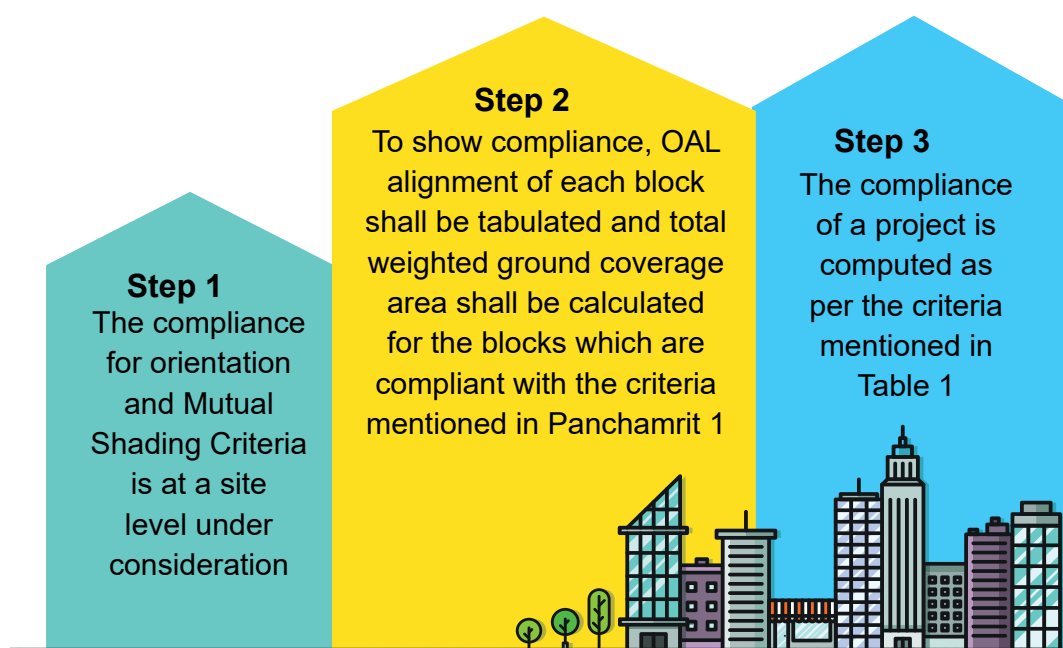 Step 1
The compliance
for orientation
and Mutual
Shading Criteria
is at a site
level under
consideration
Step 2
To show compliance, OAL
alignment of each block
shall be tabulated and total
weighted ground coverage
area shall be calculated
for the blocks which are
compliant with the criteria
mentioned in Panchamrit 1
Step 3
The compliance
of a project is
computed as
per the criteria
mentioned in
Table 1